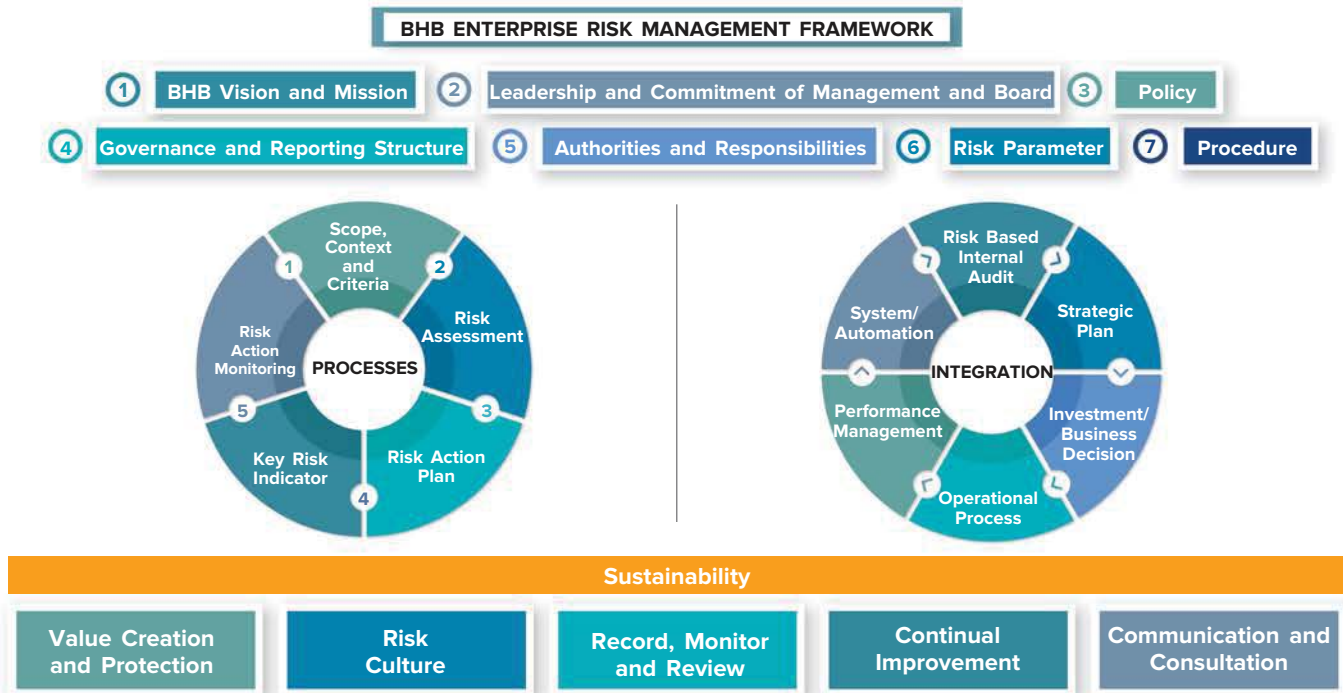 BHB ENTERPRISE RISK MANAGEMENT FRAMEWORK
1 BHB Vision and Mission
2 Leadership and Commitment of Management and Board
3 Policy
4 Governance and Reporting Structure
5 Authorities and Responsibilities
6 Risk Parameter
7 Procedure
PROCESSES
1
Scope,
Context
and
Criteria
2
Risk
Assessment
3
Risk Action
Plan
4
Key Risk
Indicator
5
Risk
Action
Monitoring
INTEGRATION
Risk Based
Internal
Audit
Strategic
Plan
Investment/
Business
Decision
Operational
Process
Performance
Management
System/
Automation
Sustainability
Value Creation
and Protection
Risk
Culture
Record, Monitor
and Review
Continual
Improvement
Communication and
Consultation